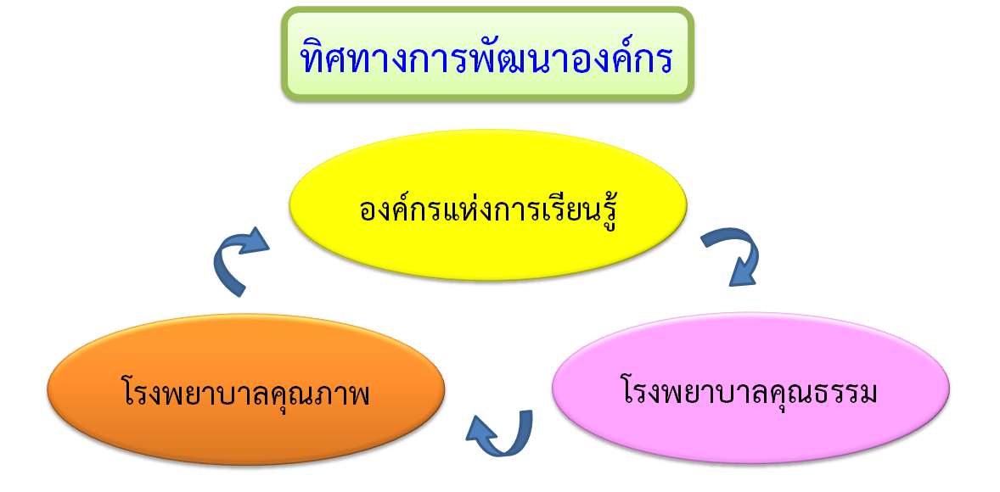 ทิศทางการพัฒนาองค์กร
องค์กรแห่งการเรียนรู้
โรงพยาบาลคุณภาพ
โรงพยาบาลคุณธรรม